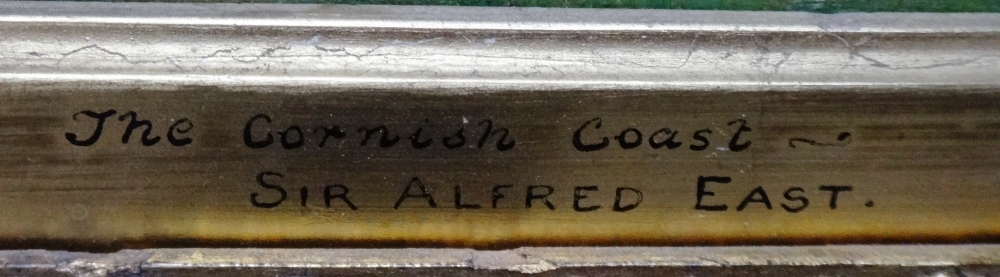 The Cornish Coast ~
SIR ALFRED EAST.